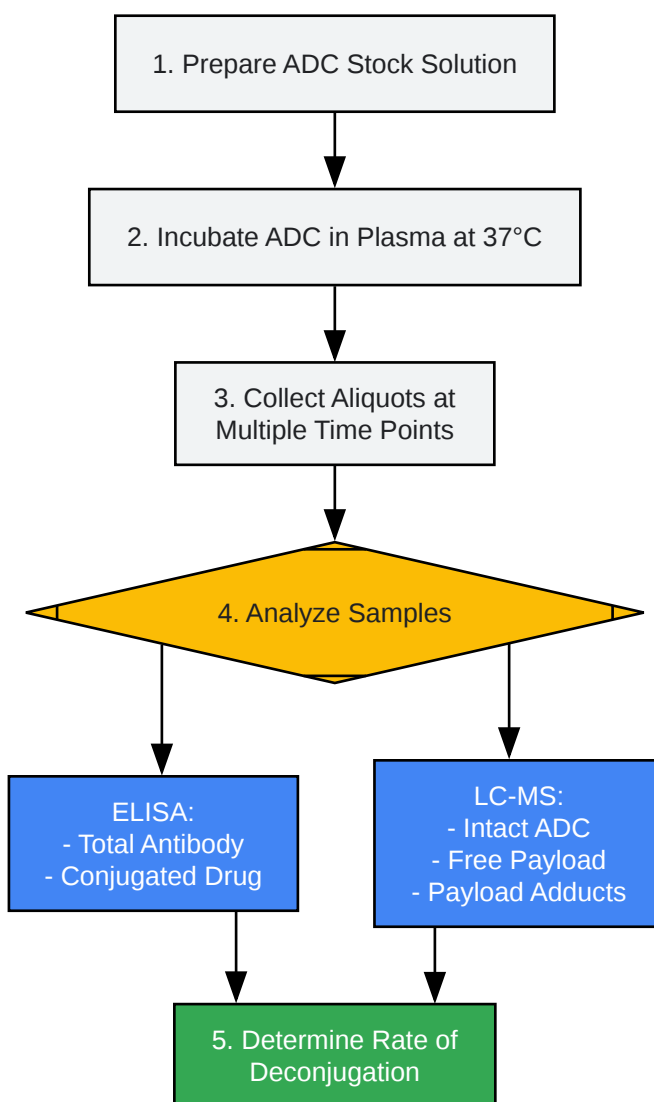 1. Prepare ADC Stock Solution
2. Incubate ADC in Plasma at 37°C
3. Collect Aliquots at
Multiple Time Points
4. Analyze Samples
ELISA:
- Total Antibody
- Conjugated Drug
LC-MS:
- Intact ADC
- Free Payload
- Payload Adducts
5. Determine Rate of
Deconjugation